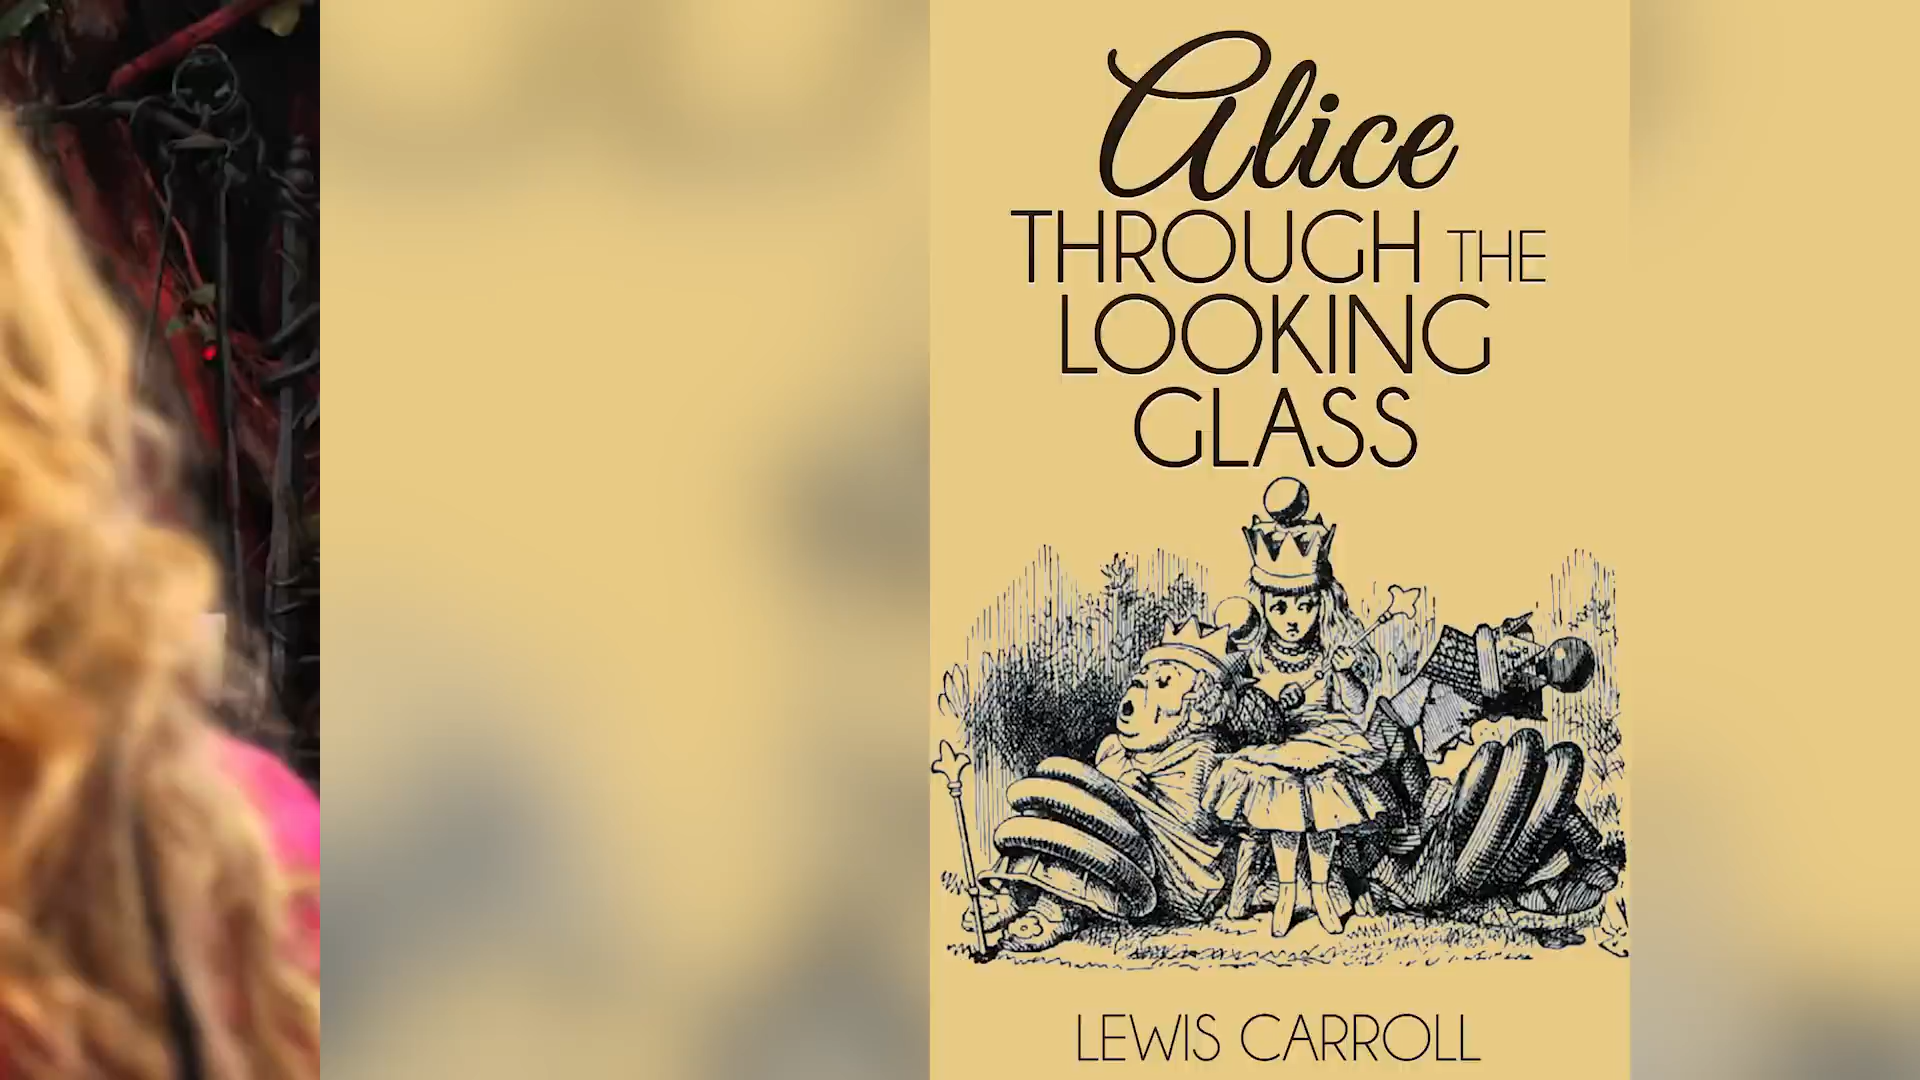 Alice
THROUGH THE
LOOKING
GLASS
LEWIS CARROLL